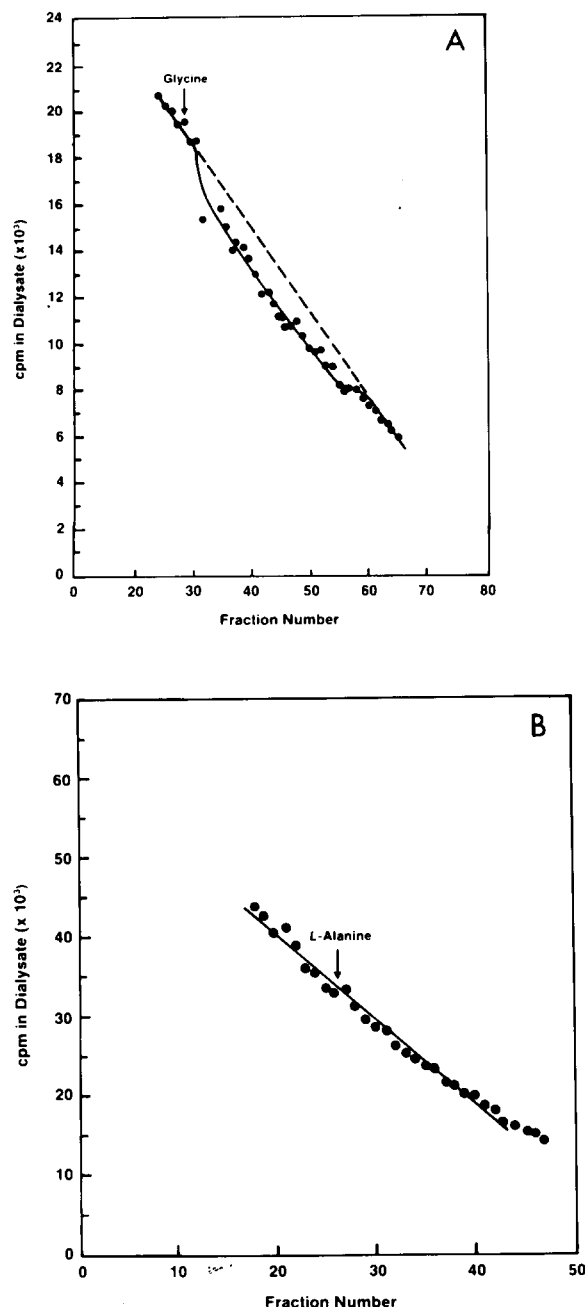 A
24
22
20
18
16
14
12
10
8
6
4
2
0
Glycine
cpm in Dialysate (x10³)
0 10 20 30 40 50 60 70 80
Fraction Number
B
70
60
50
40
30
20
10
0
L-Alanine
cpm in Dialysate (x 10³)
0 10 20 30 40 50
Fraction Number